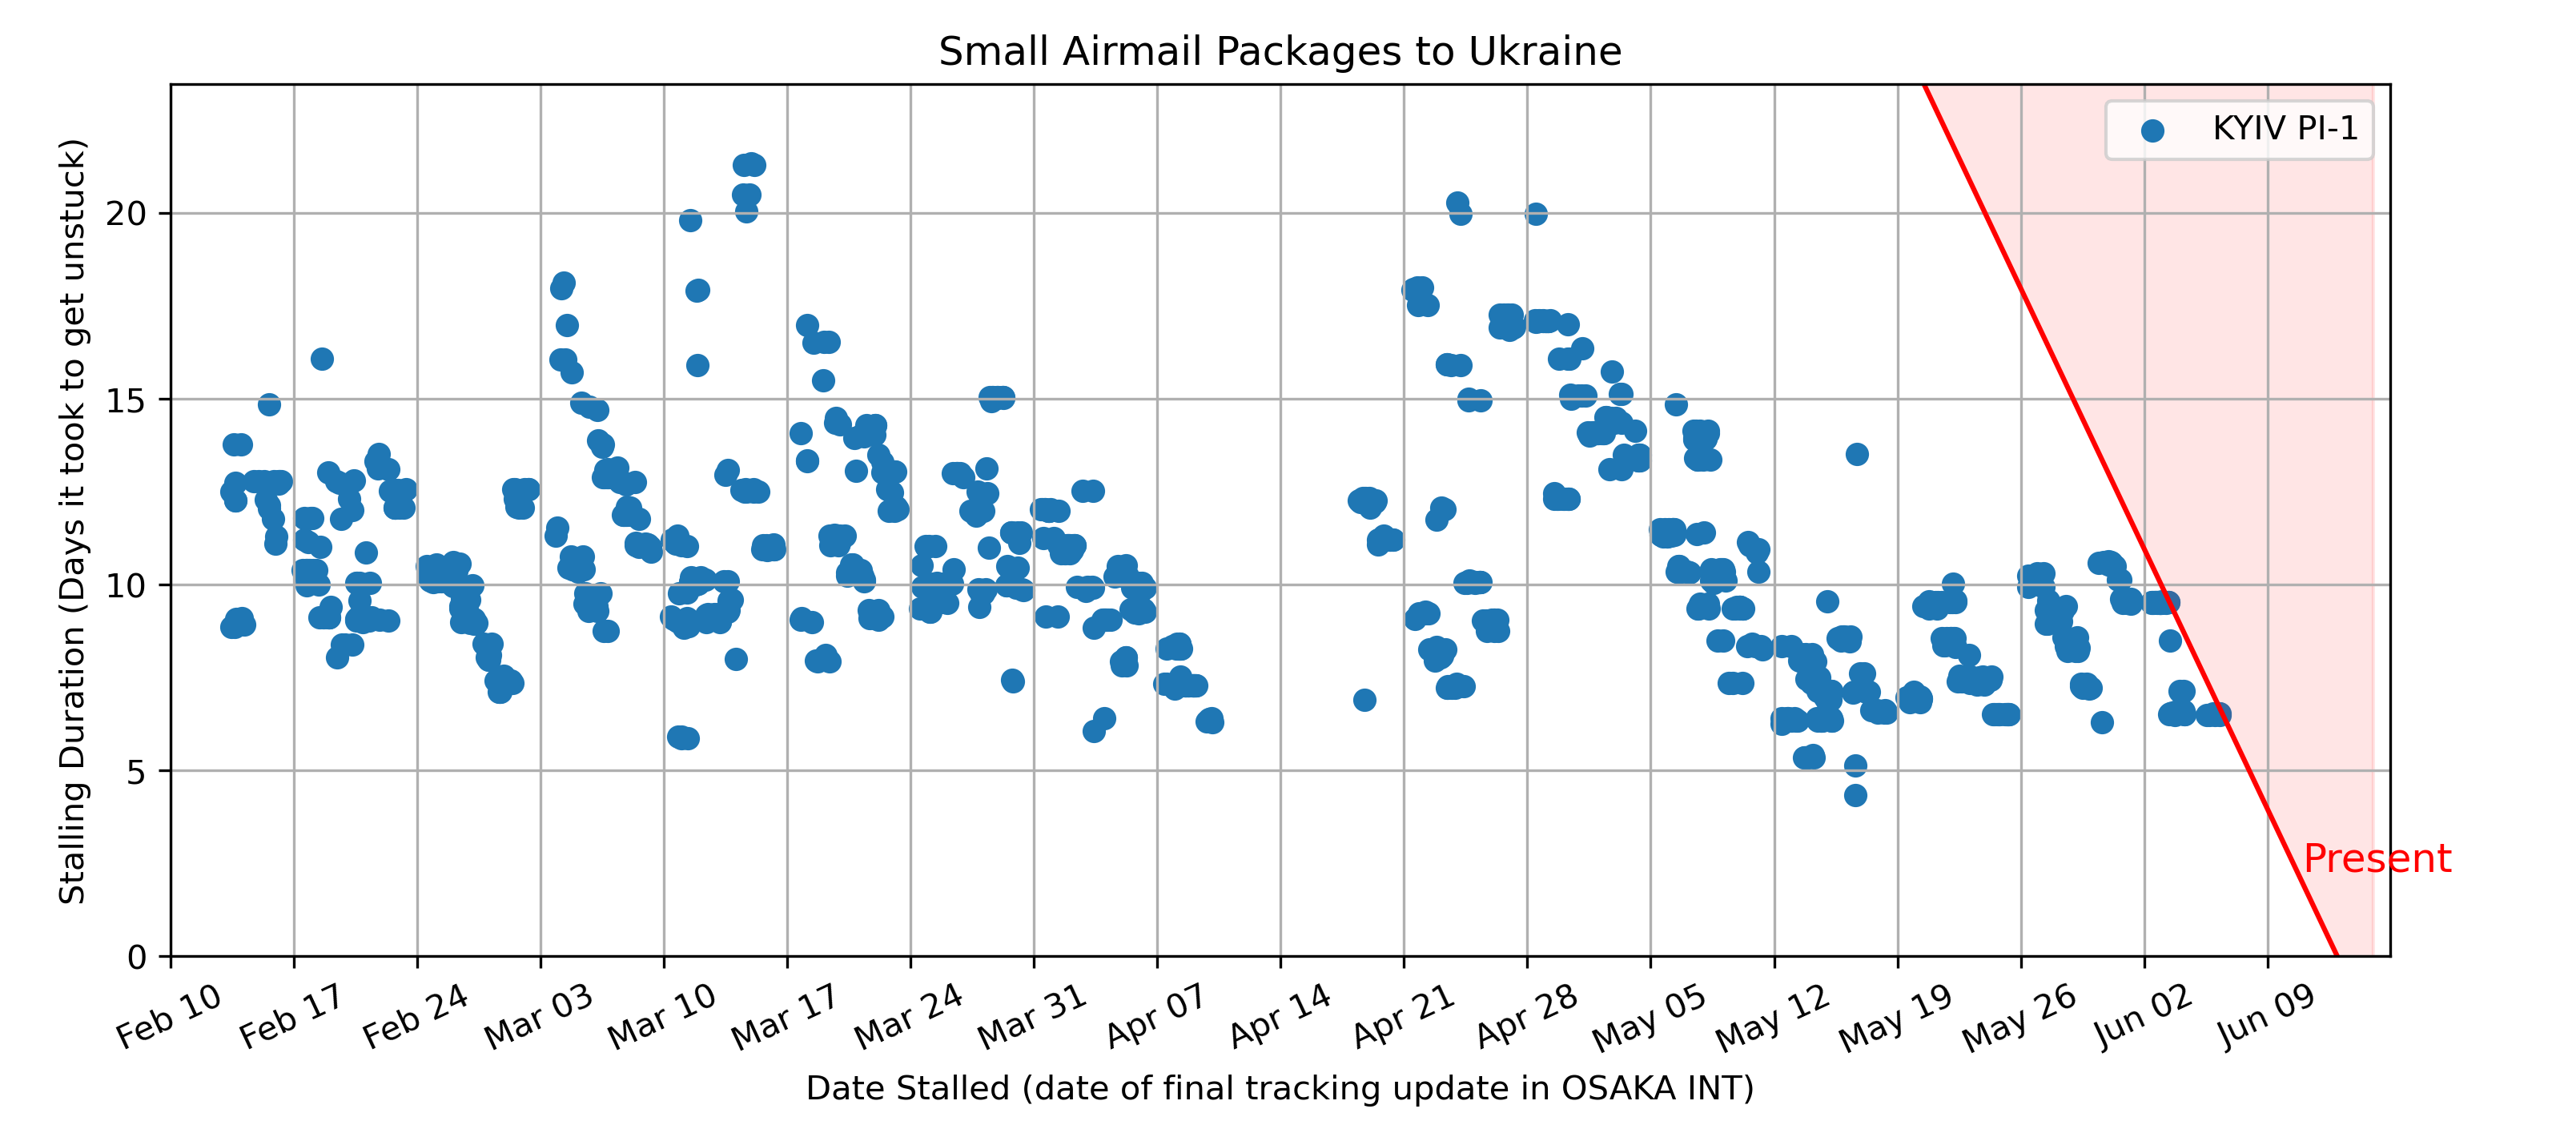 Small Airmail Packages to Ukraine
KYIV PI-1
Stalling Duration (Days it took to get unstuck)
20
15
10
5
0
Present
Feb 10 Feb 17 Feb 24 Mar 03 Mar 10 Mar 17 Mar 24 Mar 31 Apr 07 Apr 14 Apr 21 Apr 28 May 05 May 12 May 19 May 26 Jun 02 Jun 09
Date Stalled (date of final tracking update in OSAKA INT)